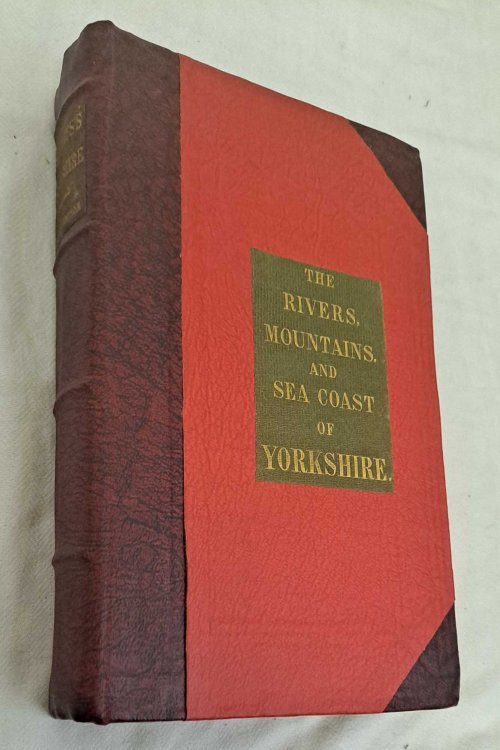 THE
RIVERS,
MOUNTAINS,
AND
SEA COAST
OF
YORKSHIRE.